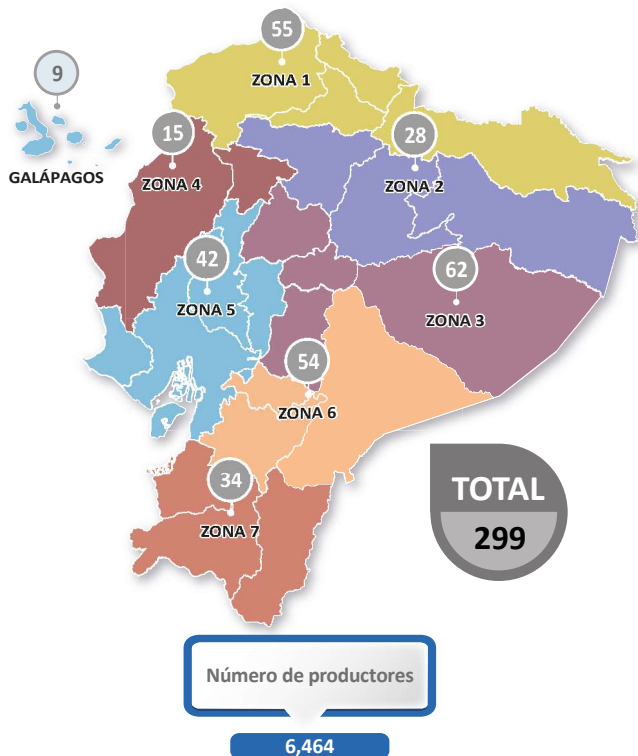 55
ZONA 1
9
GALÁPAGOS
15
ZONA 4
28
ZONA 2
42
ZONA 5
62
ZONA 3
54
ZONA 6
34
ZONA 7
TOTAL
299
Número de productores
6,464